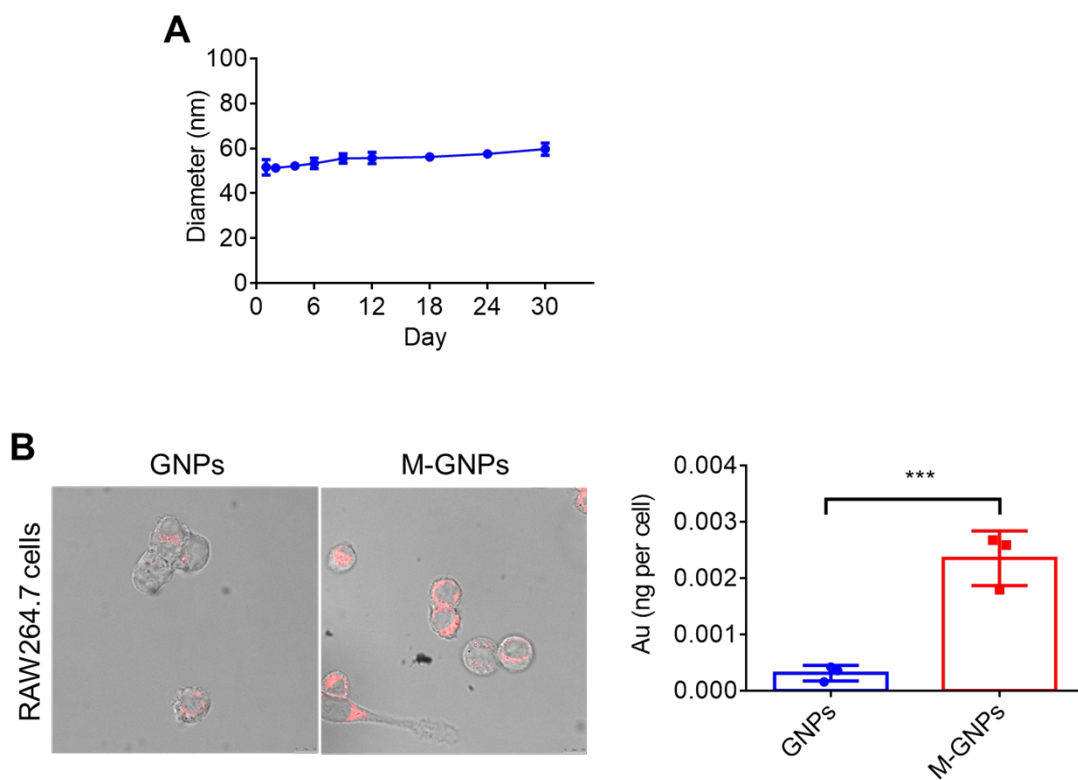 A
100
80
60
40
20
0
Diameter (nm)
0 6 12 18 24 30
Day
B
GNPs
M-GNPs
RAW264.7 cells
0.004
0.003
0.002
0.001
0.000
Au (ng per cell)
***
GNPs
M-GNPs